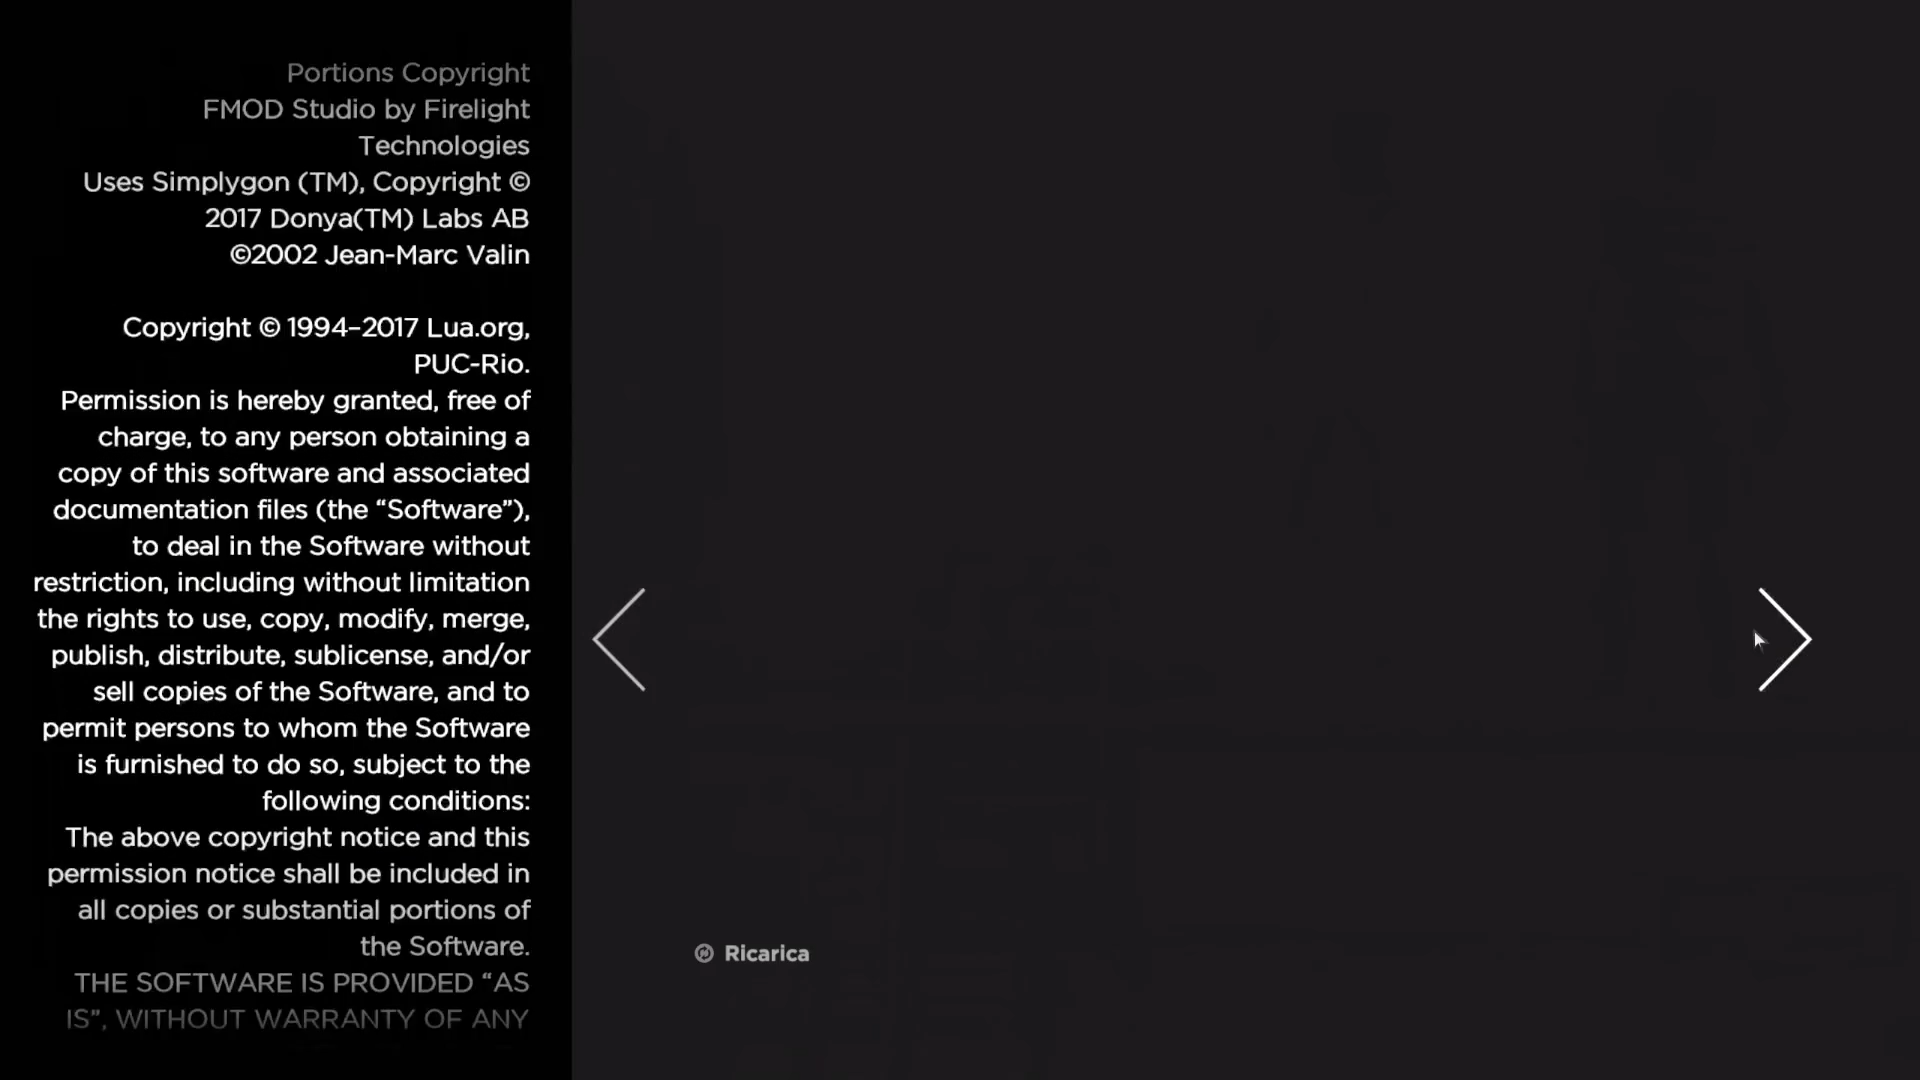 Portions Copyright
FMOD Studio by Firelight
Technologies
Uses Simplygon (TM), Copyright ©
2017 Donya(TM) Labs AB
©2002 Jean-Marc Valin
Copyright © 1994–2017 Lua.org,
PUC-Rio.
Permission is hereby granted, free of
charge, to any person obtaining a
copy of this software and associated
documentation files (the “Software”),
to deal in the Software without
restriction, including without limitation
the rights to use, copy, modify, merge,
publish, distribute, sublicense, and/or
sell copies of the Software, and to
permit persons to whom the Software
is furnished to do so, subject to the
following conditions:
The above copyright notice and this
permission notice shall be included in
all copies or substantial portions of
the Software.
THE SOFTWARE IS PROVIDED “AS
IS”, WITHOUT WARRANTY OF ANY
Ricarica